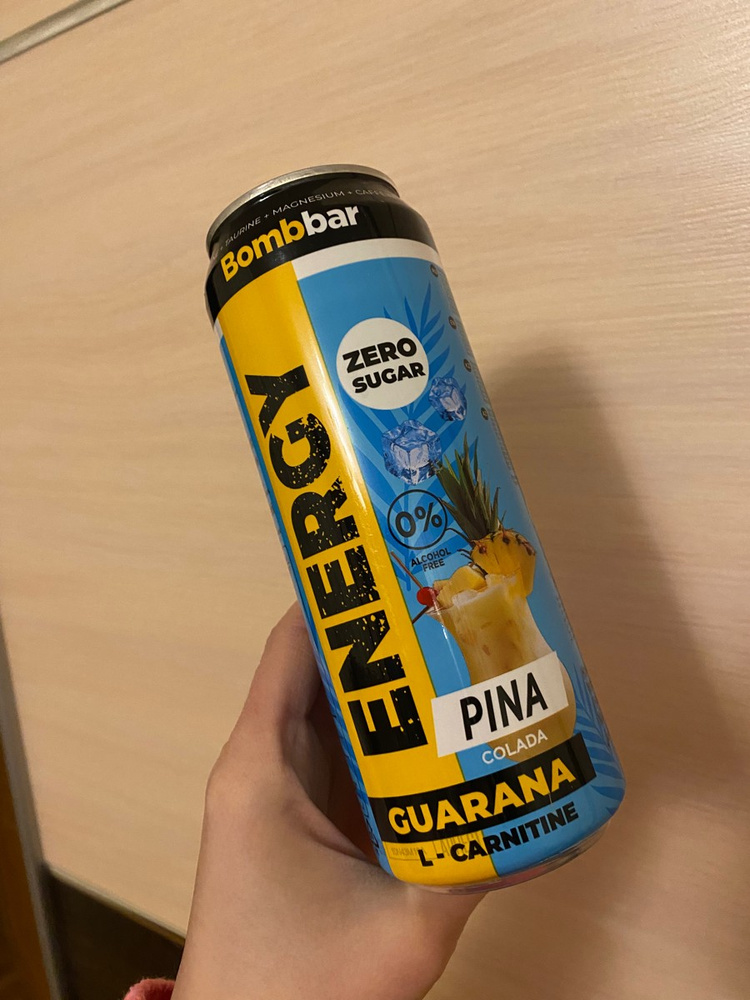 TAURINE + MAGNESIUM +
Bombbar
ENERGY
ZERO
SUGAR
0%
ALCOHOL
FREE
PINA
COLADA
GUARANA
L - CARNITINE